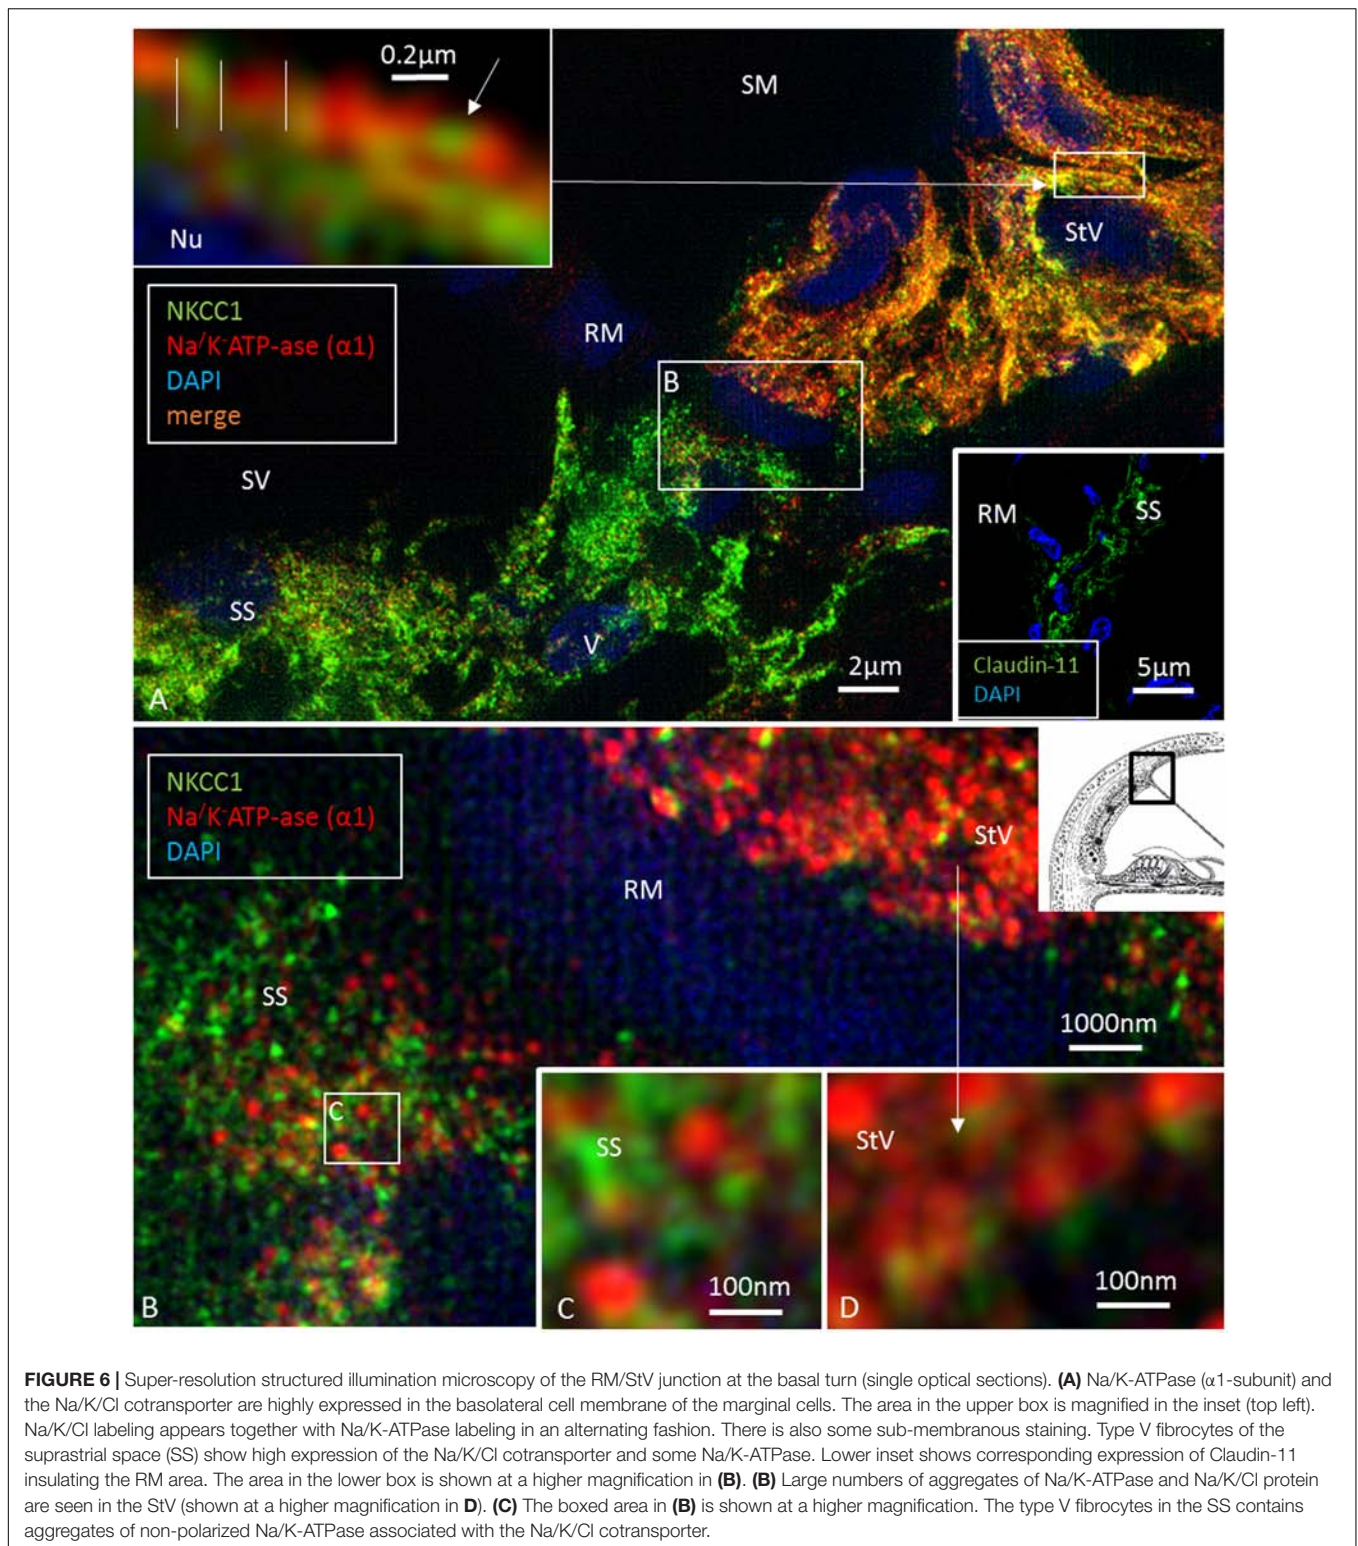 0.2µm
SM
Nu
StV
NKCC1
Na/K-ATP-ase (α1)
DAPI
merge
RM
B
SV
RM
SS
SS
V
Claudin-11
DAPI
2µm
5µm
A
NKCC1
Na/K-ATP-ase (α1)
DAPI
StV
RM
SS
1000nm
C
SS
StV
100nm
100nm
B
C
D
FIGURE 6 | Super-resolution structured illumination microscopy of the RM/StV junction at the basal turn (single optical sections). (A) Na/K-ATPase (α1-subunit) and
the Na/K/Cl cotransporter are highly expressed in the basolateral cell membrane of the marginal cells. The area in the upper box is magnified in the inset (top left).
Na/K/Cl labeling appears together with Na/K-ATPase labeling in an alternating fashion. There is also some sub-membranous staining. Type V fibrocytes of the
suprastrial space (SS) show high expression of the Na/K/Cl cotransporter and some Na/K-ATPase. Lower inset shows corresponding expression of Claudin-11
insulating the RM area. The area in the lower box is shown at a higher magnification in (B). (B) Large numbers of aggregates of Na/K-ATPase and Na/K/Cl protein
are seen in the StV (shown at a higher magnification in D). (C) The boxed area in (B) is shown at a higher magnification. The type V fibrocytes in the SS contains
aggregates of non-polarized Na/K-ATPase associated with the Na/K/Cl cotransporter.